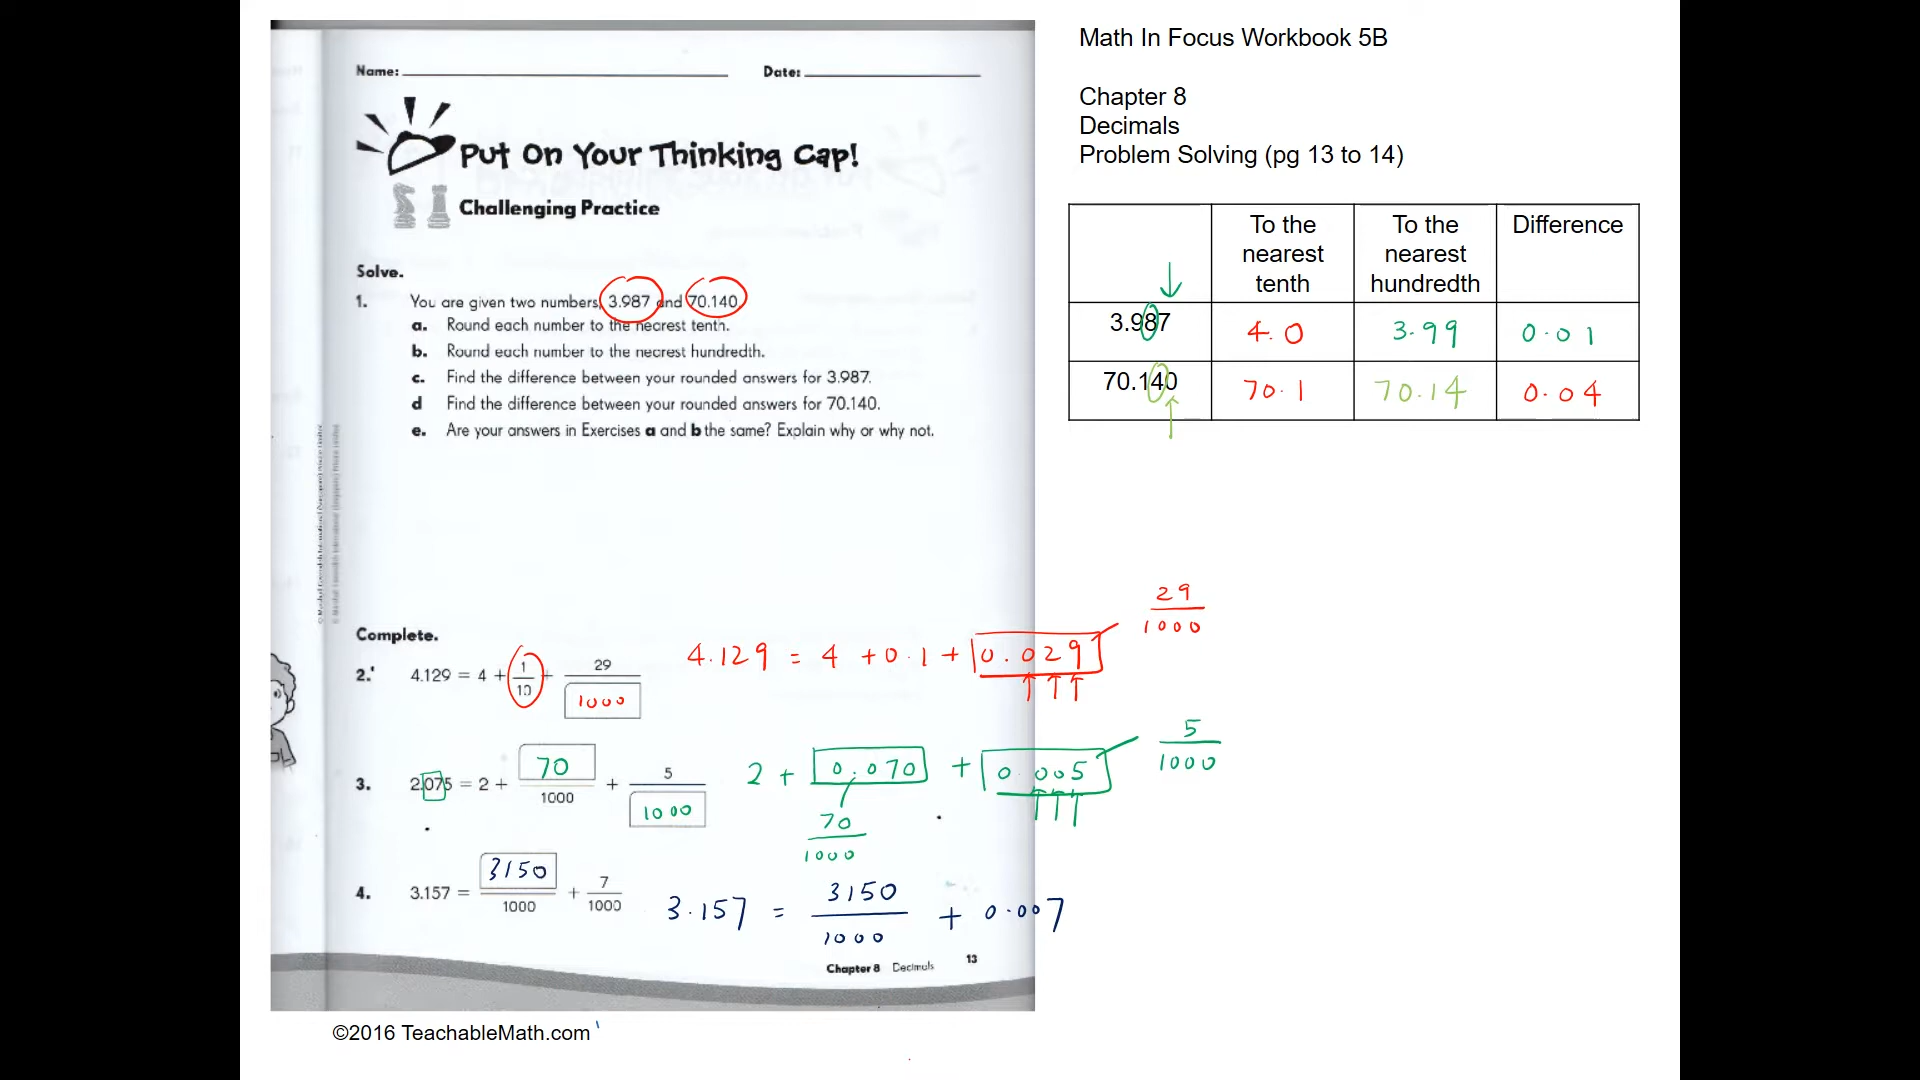 Math In Focus Workbook 5B
Chapter 8
Decimals
Problem Solving (pg 13 to 14)
To the nearest tenth To the nearest hundredth Difference
3.987 4.0 3.99 0.01
70.140 70.1 70.14 0.04
Name: Date:
Put On Your Thinking Cap!
Challenging Practice
Solve.
1. You are given two numbers, 3.987 and 70.140
a. Round each number to the nearest tenth.
b. Round each number to the nearest hundredth.
c. Find the difference between your rounded answers for 3.987.
d Find the difference between your rounded answers for 70.140.
e. Are your answers in Exercises a and b the same? Explain why or why not.
Complete.
2. 4.129 = 4 + 1/10 + 29/1000
4.129 = 4 + 0.1 + 0.029
29/1000
3. 2.075 = 2 + 70/1000 + 5/1000
2 + 0.070 + 0.005
70/1000
5/1000
4. 3.157 = 3150/1000 + 7/1000
3.157 = 3150/1000 + 0.007
Chapter 8 Decimals 13
©2016 TeachableMath.com